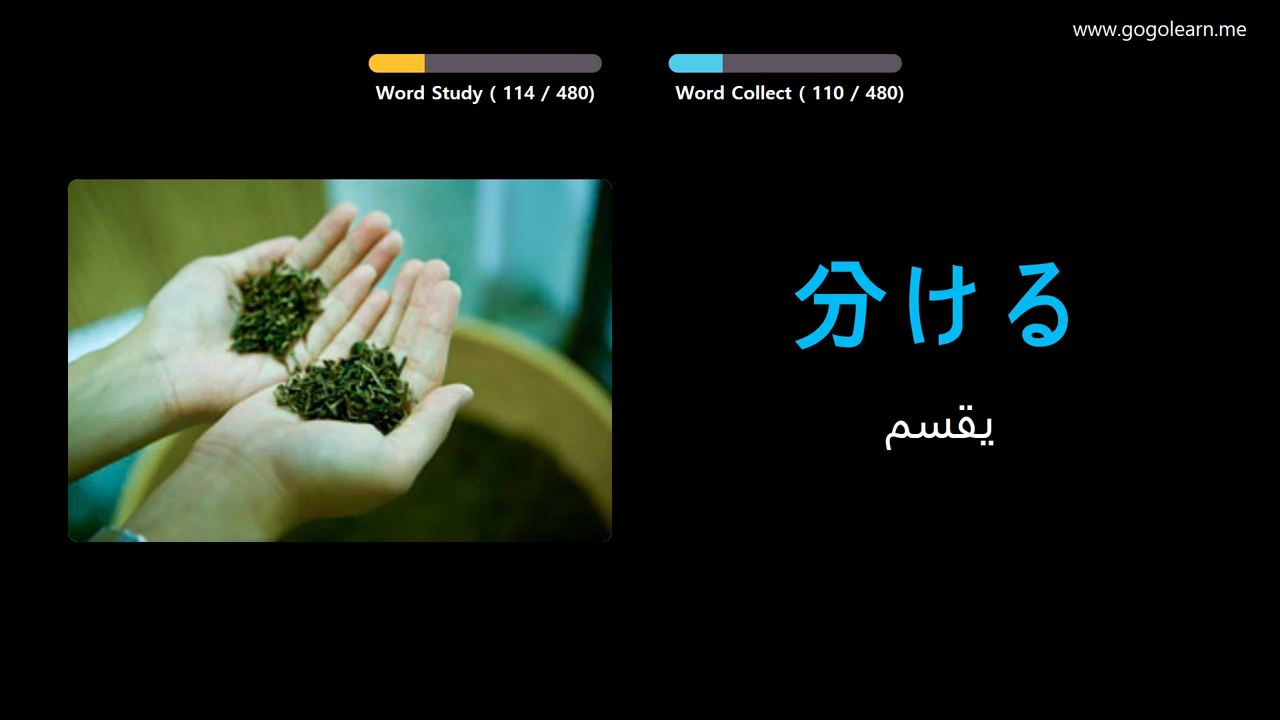 www.gogolearn.me
Word Study ( 114 / 480)
Word Collect ( 110 / 480)
分ける
يقسم